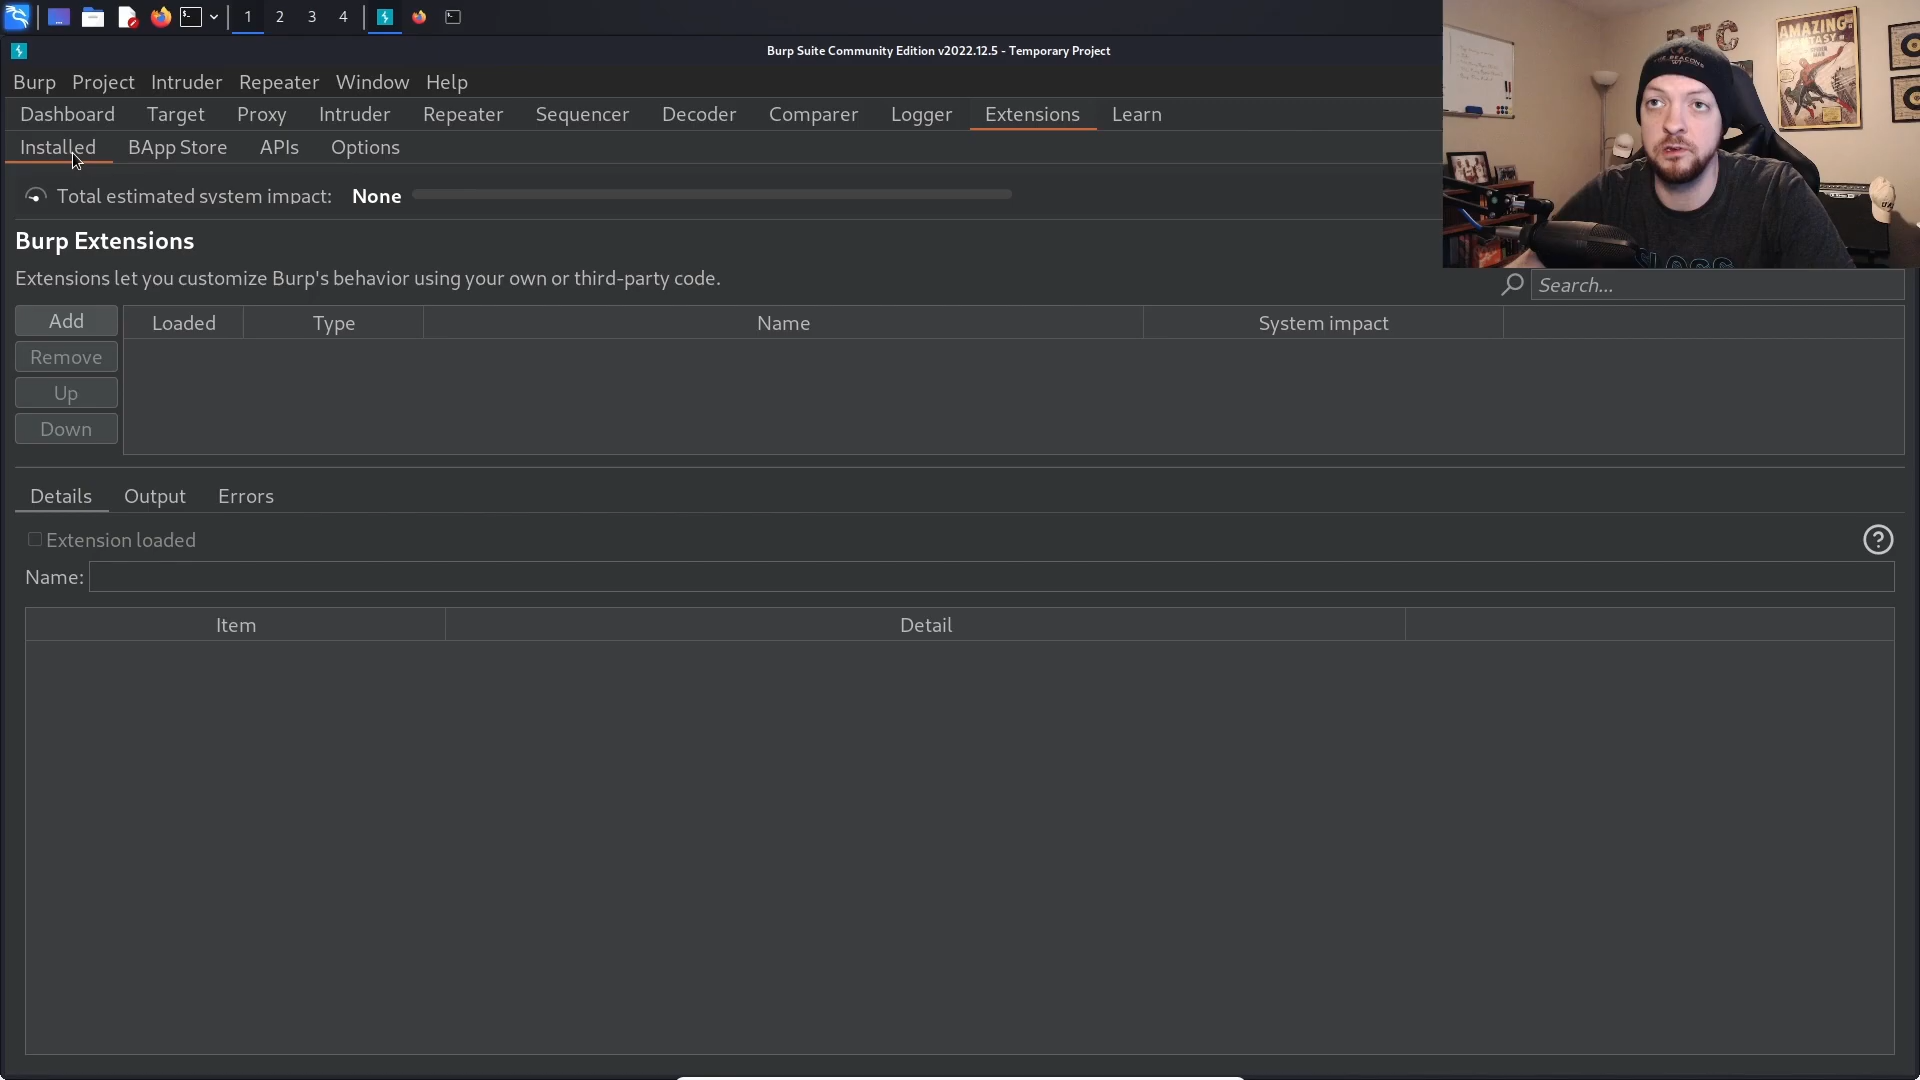 1 2 3 4
Burp Suite Community Edition v2022.12.5 - Temporary Project
Burp Project Intruder Repeater Window Help
Dashboard Target Proxy Intruder Repeater Sequencer Decoder Comparer Logger Extensions Learn
Installed BApp Store APIs Options
Total estimated system impact: None
Burp Extensions
Extensions let you customize Burp's behavior using your own or third-party code.
Search...
Add Loaded Type Name System impact
Remove
Up
Down
Details Output Errors
Extension loaded
?
Name:
Item Detail
AMAZING
FANTASY